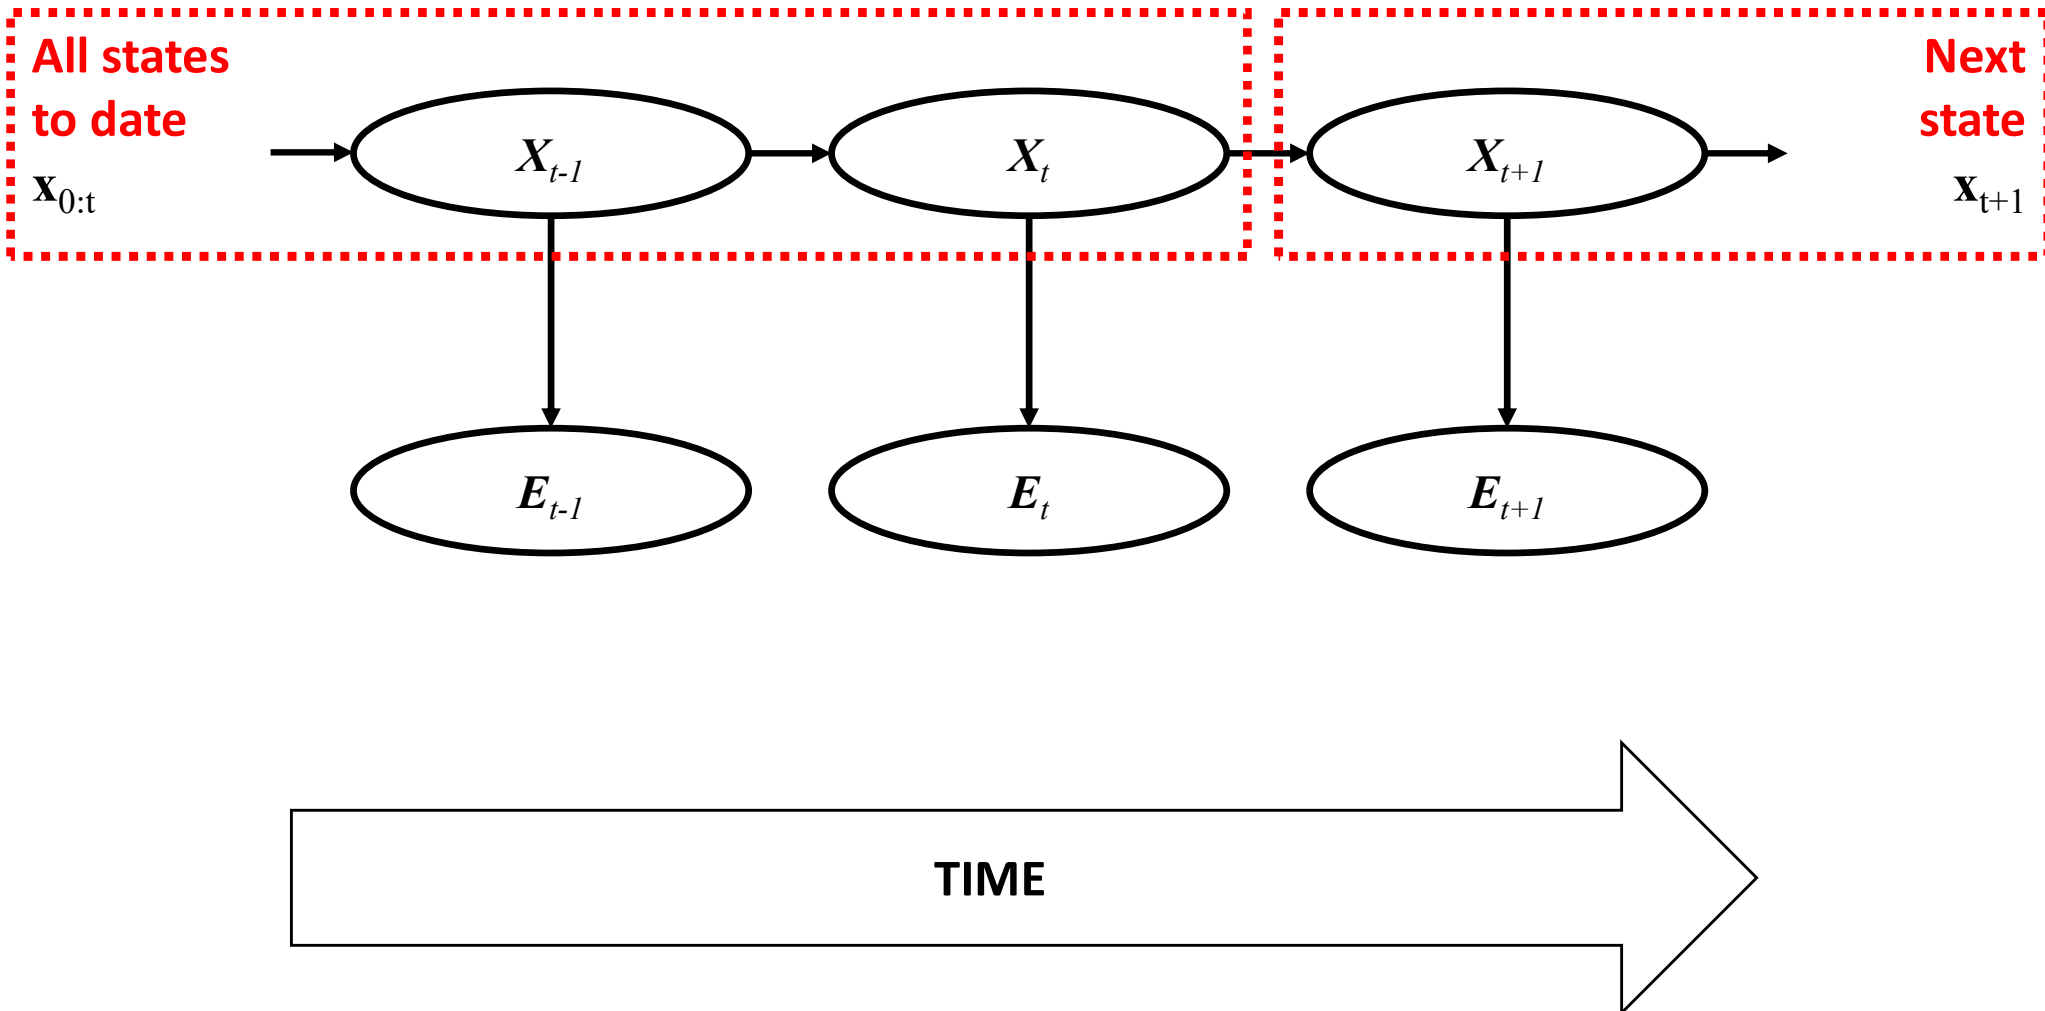 All states
to date
x0:t
Xt-1
Xt
Xt+1
Next
state
xt+1
Et-1
Et
Et+1
TIME